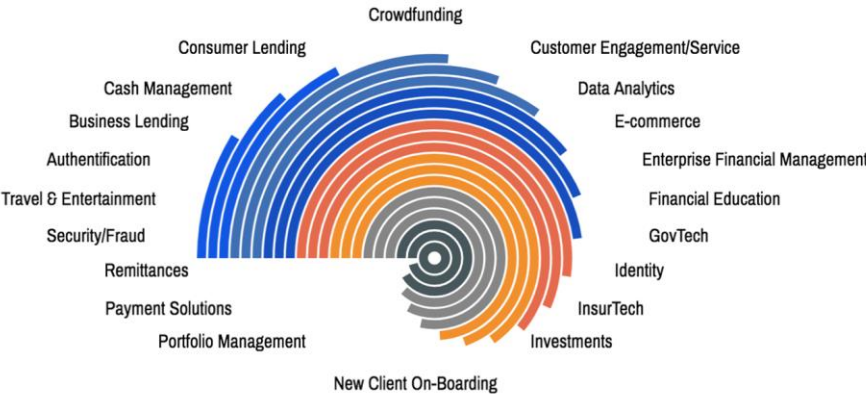 Crowdfunding
Consumer Lending
Customer Engagement/Service
Cash Management
Data Analytics
Business Lending
E-commerce
Authentification
Enterprise Financial Management
Travel & Entertainment
Financial Education
Security/Fraud
GovTech
Remittances
Identity
Payment Solutions
InsurTech
Portfolio Management
Investments
New Client On-Boarding